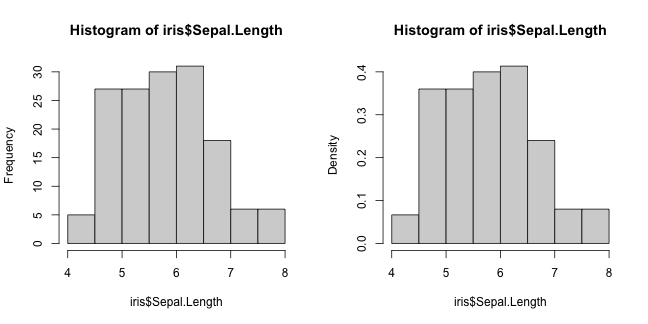 Histogram of iris$Sepal.Length
Frequency
30
25
20
15
10
5
0
4 5 6 7 8
iris$Sepal.Length
Histogram of iris$Sepal.Length
Density
0.4
0.3
0.2
0.1
0.0
4 5 6 7 8
iris$Sepal.Length